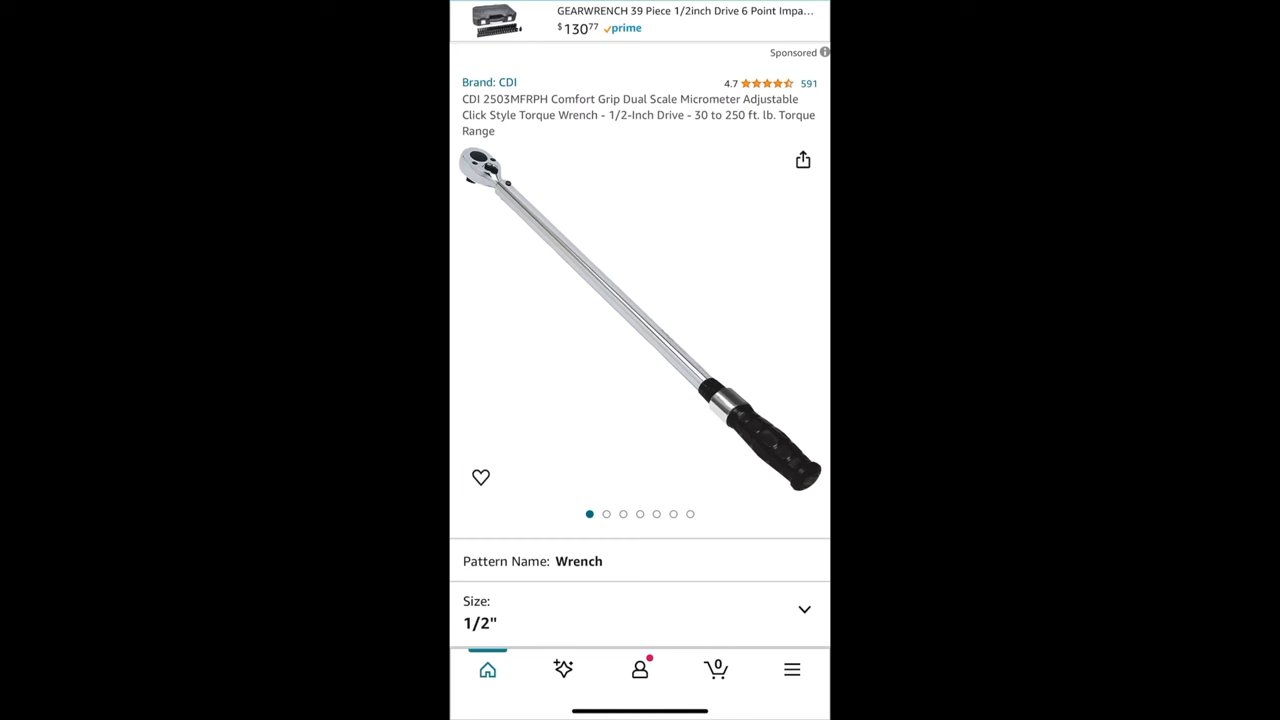 GEARWRENCH 39 Piece 1/2inch Drive 6 Point Impa...
$130.77 prime
Sponsored
Brand: CDI 4.7 591
CDI 2503MFRPH Comfort Grip Dual Scale Micrometer Adjustable
Click Style Torque Wrench - 1/2-Inch Drive - 30 to 250 ft. lb. Torque
Range
Pattern Name: Wrench
Size:
1/2"
0